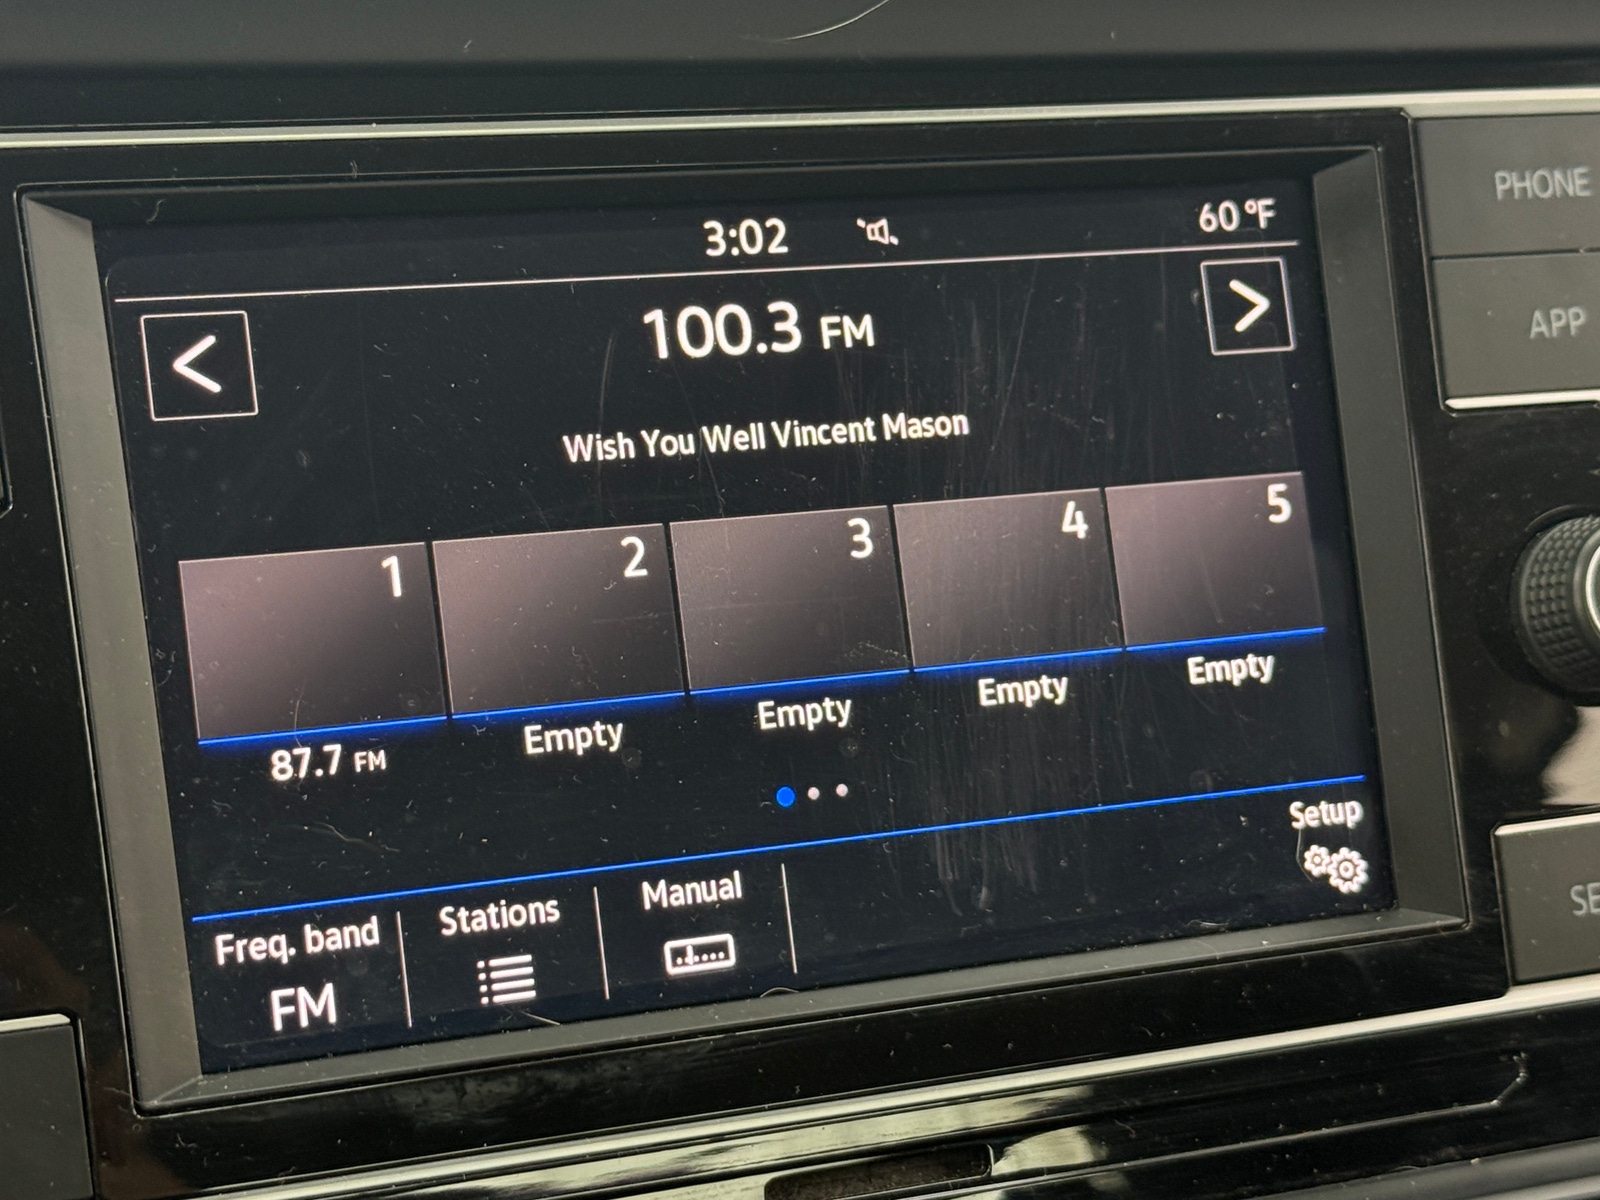 3:02
60°F
PHONE
APP
<
100.3 FM
>
Wish You Well Vincent Mason
1
2
3
4
5
87.7 FM
Empty
Empty
Empty
Empty
Setup
Freq. band
Stations
Manual
FM